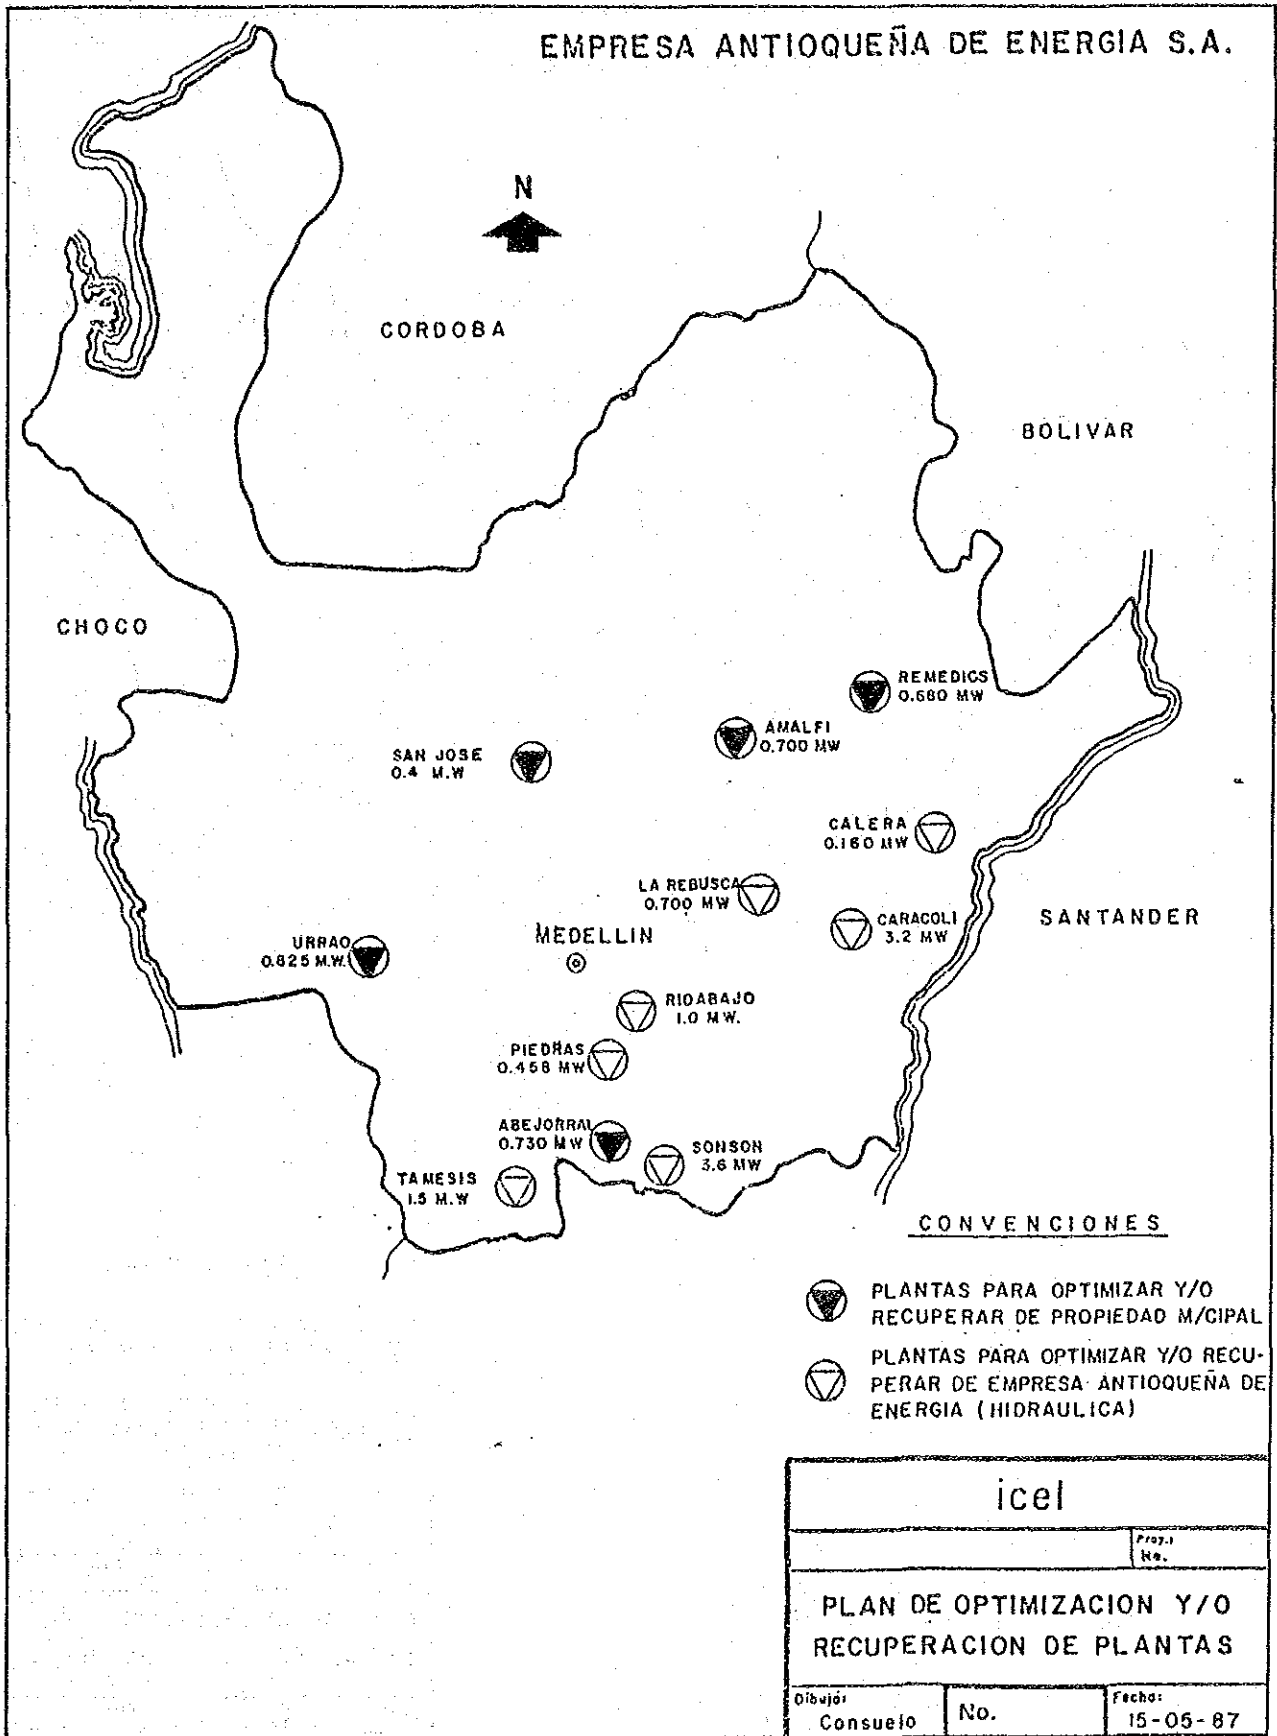 EMPRESA ANTIOQUEÑA DE ENERGIA S.A.
N
CORDOBA
BOLIVAR
CHOCO
REMEDICS
0.680 MW
AMALFI
0.700 MW
SAN JOSE
0.4 M.W
CALERA
0.160 MW
LA REBUSCA
0.700 MW
CARACOLI
3.2 MW
SANTANDER
URRAO
0.825 M.W.
MEDELLIN
RIOABAJO
1.0 MW.
PIEDRAS
0.458 MW
ABEJORRAL
0.730 MW
SONSON
3.6 MW
TAMESIS
1.5 M.W
CONVENCIONES
PLANTAS PARA OPTIMIZAR Y/O
RECUPERAR DE PROPIEDAD M/CIPAL
PLANTAS PARA OPTIMIZAR Y/O RECU-
PERAR DE EMPRESA ANTIOQUEÑA DE
ENERGIA (HIDRAULICA)
icel
Proy.:
No.
PLAN DE OPTIMIZACION Y/O
RECUPERACION DE PLANTAS
Dibujó:
Consuelo
No.
Fecha:
15-05-87